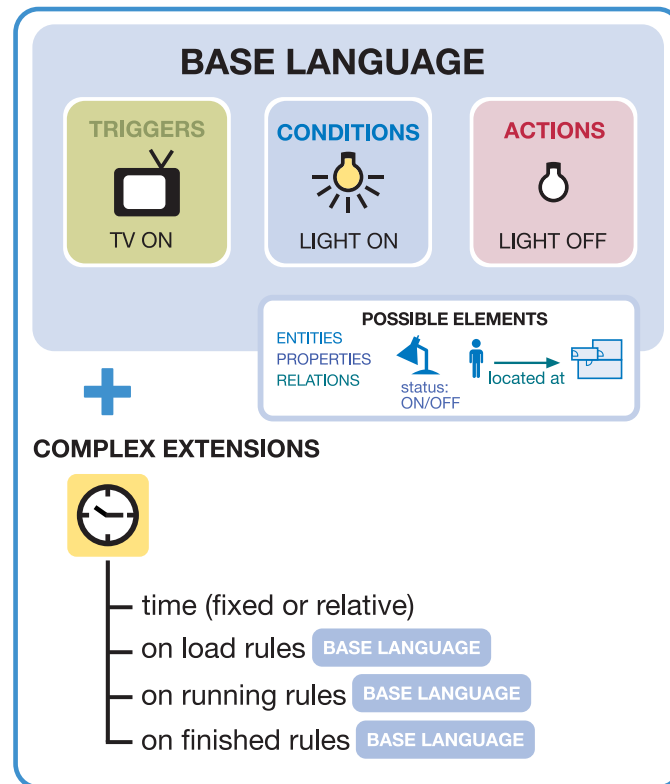 BASE LANGUAGE
TRIGGERS
TV ON
CONDITIONS
LIGHT ON
ACTIONS
LIGHT OFF
POSSIBLE ELEMENTS
ENTITIES
PROPERTIES
RELATIONS
status:
ON/OFF
located at
COMPLEX EXTENSIONS
time (fixed or relative)
on load rules BASE LANGUAGE
on running rules BASE LANGUAGE
on finished rules BASE LANGUAGE